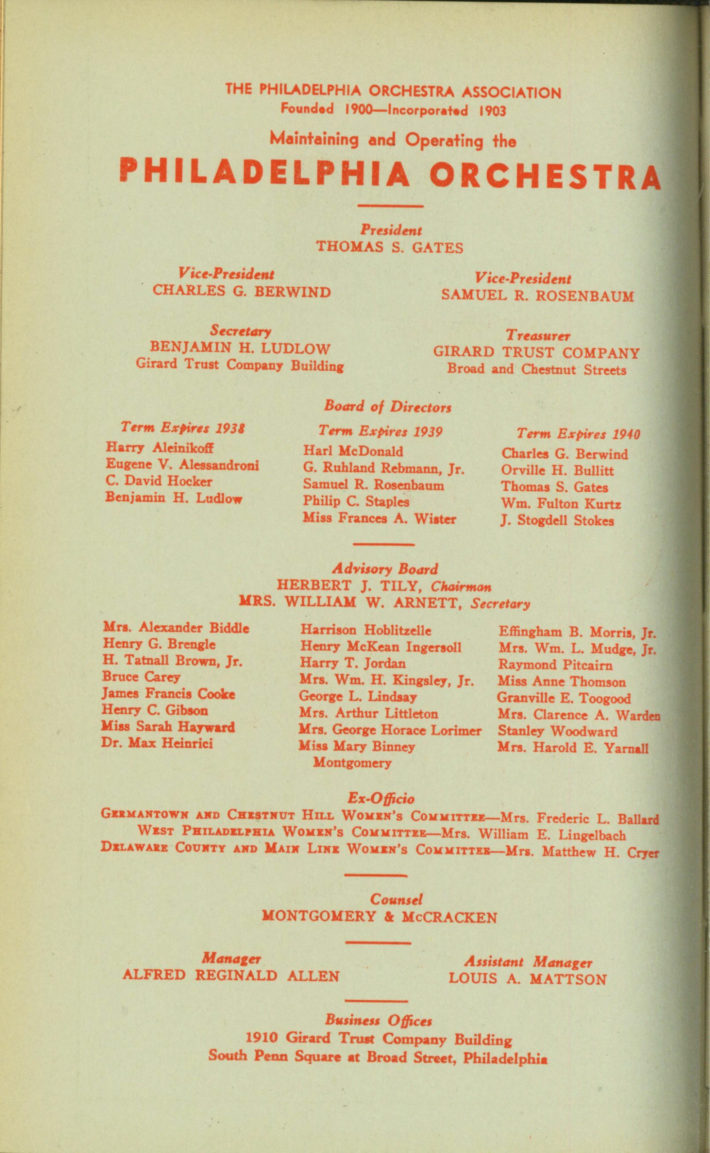 THE PHILADELPHIA ORCHESTRA ASSOCIATION
Founded 1900—Incorporated 1903
Maintaining and Operating the
PHILADELPHIA ORCHESTRA
President
THOMAS S. GATES
Vice-President
CHARLES G. BERWIND
Vice-President
SAMUEL R. ROSENBAUM
Secretary
BENJAMIN H. LUDLOW
Girard Trust Company Building
Treasurer
GIRARD TRUST COMPANY
Broad and Chestnut Streets
Board of Directors
Term Expires 1938
Harry Aleinikoff
Eugene V. Alessandroni
C. David Hocker
Benjamin H. Ludlow
Term Expires 1939
Harl McDonald
G. Ruhland Rebmann, Jr.
Samuel R. Rosenbaum
Philip C. Staples
Miss Frances A. Wister
Term Expires 1940
Charles G. Berwind
Orville H. Bullitt
Thomas S. Gates
Wm. Fulton Kurtz
J. Stogdell Stokes
Advisory Board
HERBERT J. TILY, Chairman
MRS. WILLIAM W. ARNETT, Secretary
Mrs. Alexander Biddle
Henry G. Brengle
H. Tatnall Brown, Jr.
Bruce Carey
James Francis Cooke
Henry C. Gibson
Miss Sarah Hayward
Dr. Max Heinrici
Harrison Hoblitzelle
Henry McKean Ingersoll
Harry T. Jordan
Mrs. Wm. H. Kingsley, Jr.
George L. Lindsay
Mrs. Arthur Littleton
Mrs. George Horace Lorimer
Miss Mary Binney
Montgomery
Effingham B. Morris, Jr.
Mrs. Wm. L. Mudge, Jr.
Raymond Pitcairn
Miss Anne Thomson
Granville E. Toogood
Mrs. Clarence A. Warden
Stanley Woodward
Mrs. Harold E. Yarnall
Ex-Officio
GERMANTOWN AND CHESTNUT HILL WOMEN'S COMMITTEE—Mrs. Frederic L. Ballard
WEST PHILADELPHIA WOMEN'S COMMITTEE—Mrs. William E. Lingelbach
DELAWARE COUNTY AND MAIN LINE WOMEN'S COMMITTEE—Mrs. Matthew H. Cryer
Counsel
MONTGOMERY & McCRACKEN
Manager
ALFRED REGINALD ALLEN
Assistant Manager
LOUIS A. MATTSON
Business Offices
1910 Girard Trust Company Building
South Penn Square at Broad Street, Philadelphia